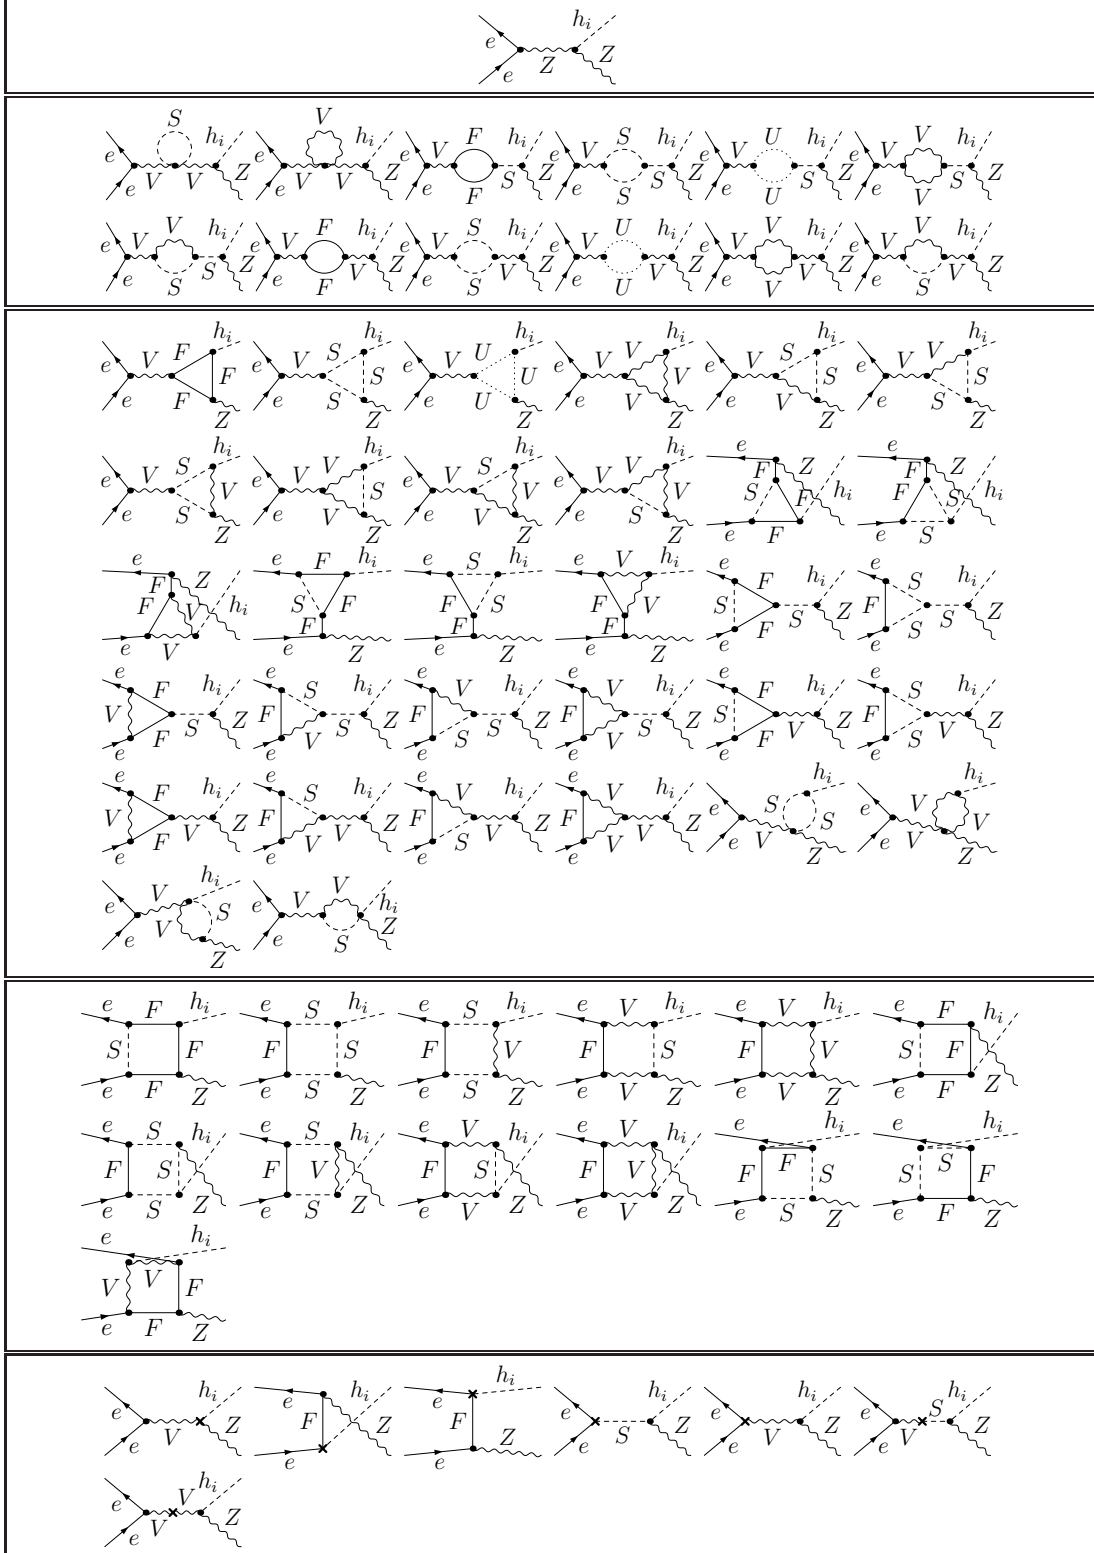 e e Z h_i Z
e e V S V h_i Z
e e V V V h_i Z
e e V F F S h_i Z
e e V S S S h_i Z
e e V U U S h_i Z
e e V V V S h_i Z
e e V V S S h_i Z
e e V F F V h_i Z
e e V S S V h_i Z
e e V U U V h_i Z
e e V V V V h_i Z
e e V V S V h_i Z
e e V F F F h_i Z
e e V S S S h_i Z
e e V U U U h_i Z
e e V V V V h_i Z
e e V S V S h_i Z
e e V V S S h_i Z
e e V S S V h_i Z
e e V V V S h_i Z
e e V S V V h_i Z
e e V V S V h_i Z
e e F S F F Z h_i
e e F F S S Z h_i
e e F F V V Z h_i
e e F S F F h_i Z
e e S F S F h_i Z
e e V F V F h_i Z
e e F S F S h_i Z
e e S F S S h_i Z
e e F V F S h_i Z
e e S F V S h_i Z
e e V F S S h_i Z
e e V F V S h_i Z
e e F S F V h_i Z
e e S F S V h_i Z
e e F V F V h_i Z
e e S F V V h_i Z
e e V F S V h_i Z
e e V F V V h_i Z
e e V S S h_i Z
e e V V V h_i Z
e e V V S h_i Z
e e V V S h_i Z
e e F S F F h_i Z
e e S F S S h_i Z
e e S F V S h_i Z
e e V F S V h_i Z
e e V F V V h_i Z
e e F S F F h_i Z
e e S F S S h_i Z
e e S F V S h_i Z
e e V F S V h_i Z
e e V F V V h_i Z
e e F F S S h_i Z
e e S S F F h_i Z
e e V V F F h_i Z
e e V h_i Z
e e F h_i Z
e e F h_i Z
e e S h_i Z
e e V h_i Z
e e V S h_i Z
e e V V h_i Z